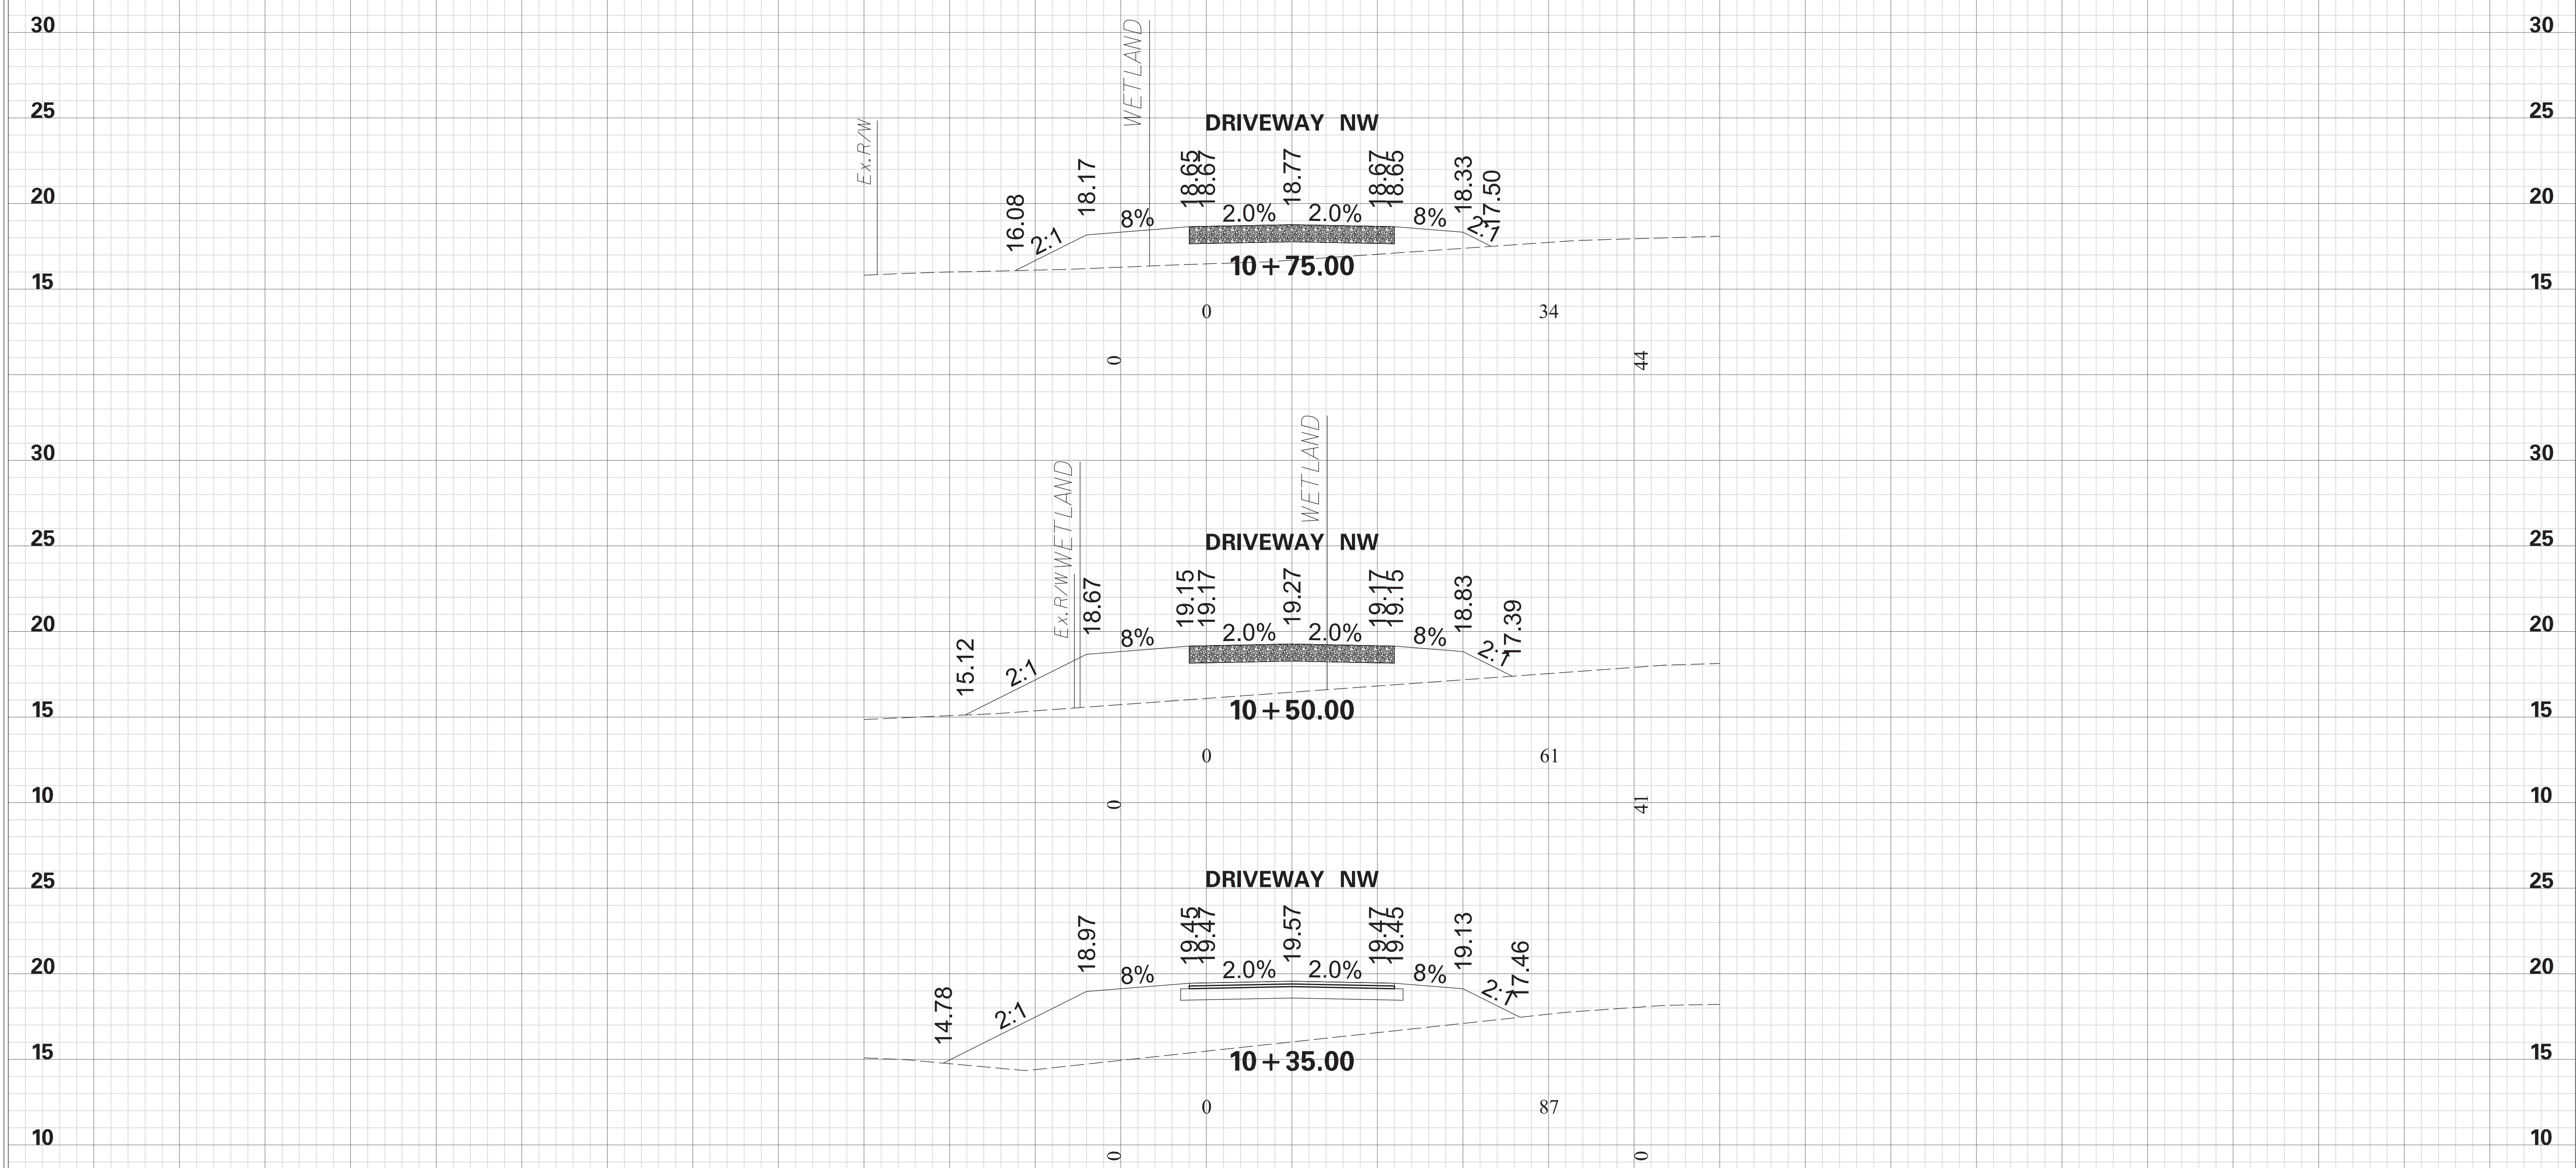 30 30
WETLAND
25 25
DRIVEWAY NW
Ex.R/W
16.08 18.17 18.65 18.67 18.77 18.67 18.65 18.33 17.50
20 20
2:1 8% 2.0% 2.0% 8% 2:1
10+75.00
15 15
0 34
0 44
30 30
WETLAND
Ex.R/W WETLAND
25 25
DRIVEWAY NW
15.12 18.67 19.15 19.17 19.27 19.17 19.15 18.83 17.39
20 20
2:1 8% 2.0% 2.0% 8% 2:1
10+50.00
15 15
0 61
10 10
0 41
25 25
DRIVEWAY NW
14.78 18.97 19.45 19.47 19.57 19.47 19.45 19.13 17.46
20 20
2:1 8% 2.0% 2.0% 8% 2:1
10+35.00
15 15
0 87
10 10
0 0